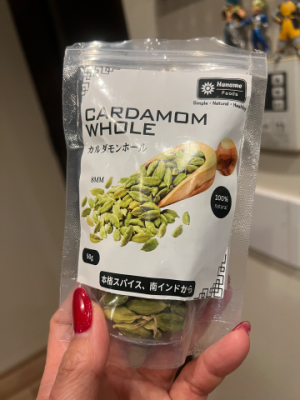 Haname
Foods
Simple · Natural · Healthy
CARDAMOM
WHOLE
カルダモンホール
8MM
100%
50g
本格スパイス、南インドから